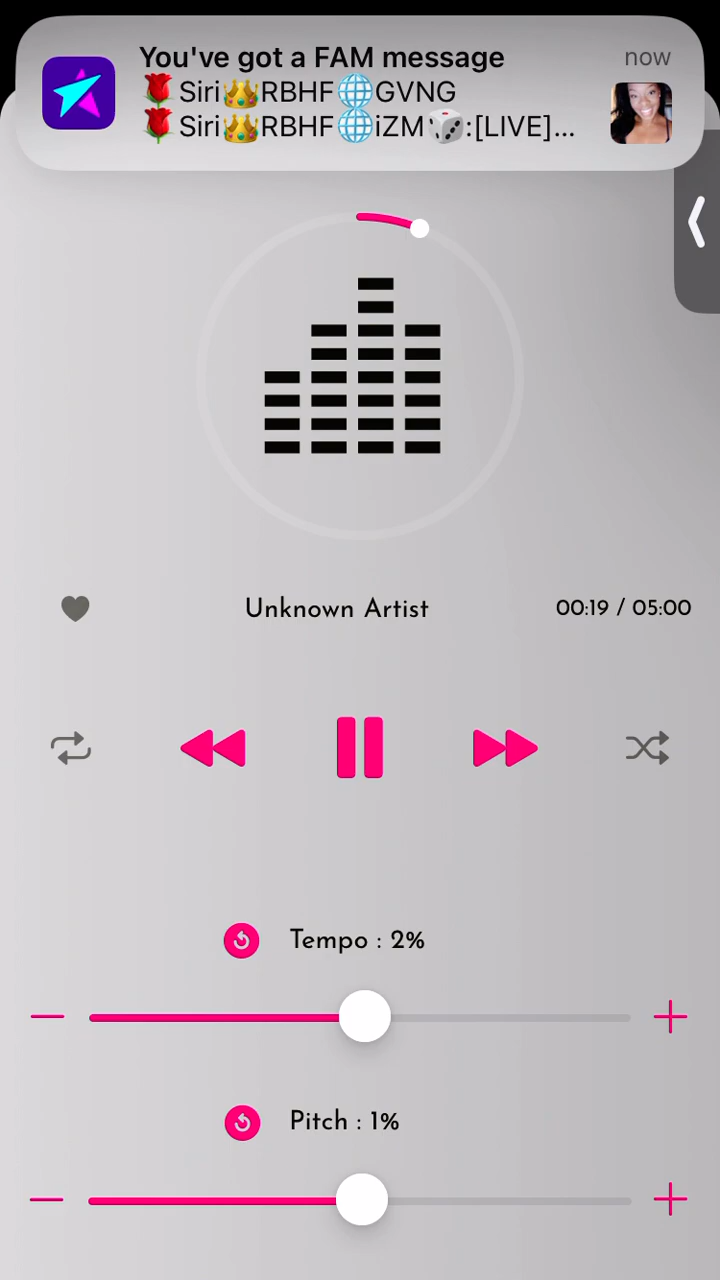 You've got a FAM message
now
🌹Siri👑RBHF🌐GVNG
🌹Siri👑RBHF🌐iZM🎲:[LIVE]...
Unknown Artist
00:19 / 05:00
Tempo : 2%
Pitch : 1%